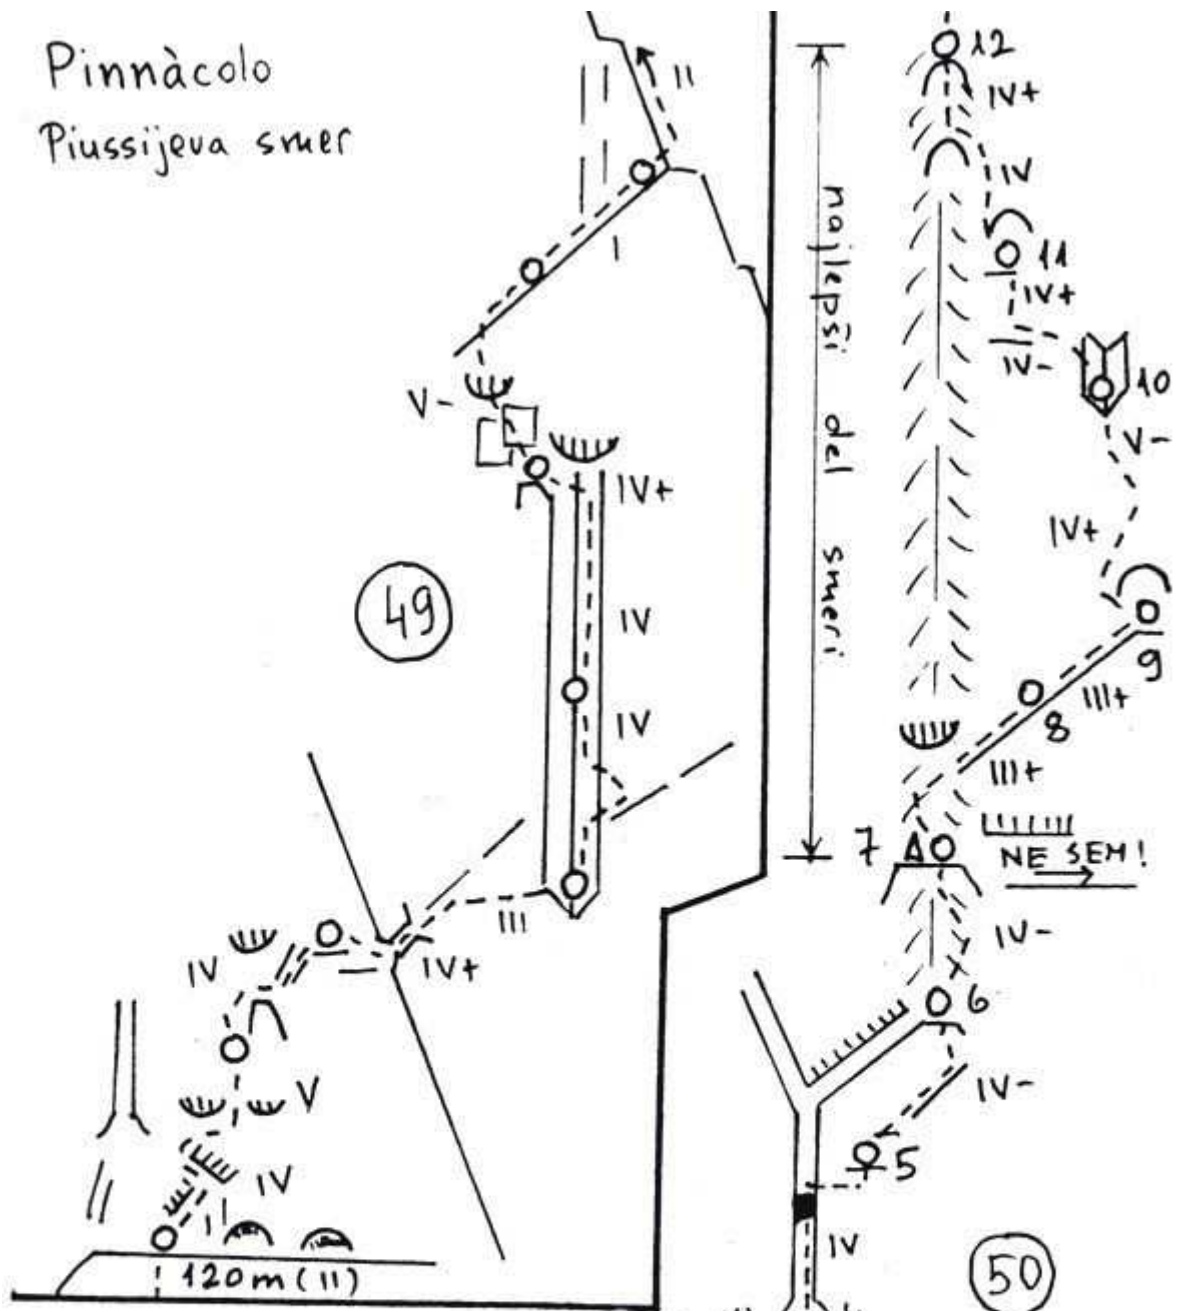 Pinnàcolo
Piussijeva smer
II
I
V-
IV+
49
IV
IV
III
IV
IV+
V
IV
120m (II)
najlepši del smeri
12
IV+
IV
11
IV+
IV-
10
V-
IV+
9
III+
8
III+
7
NE SEM!
IV-
6
IV-
5
IV
50